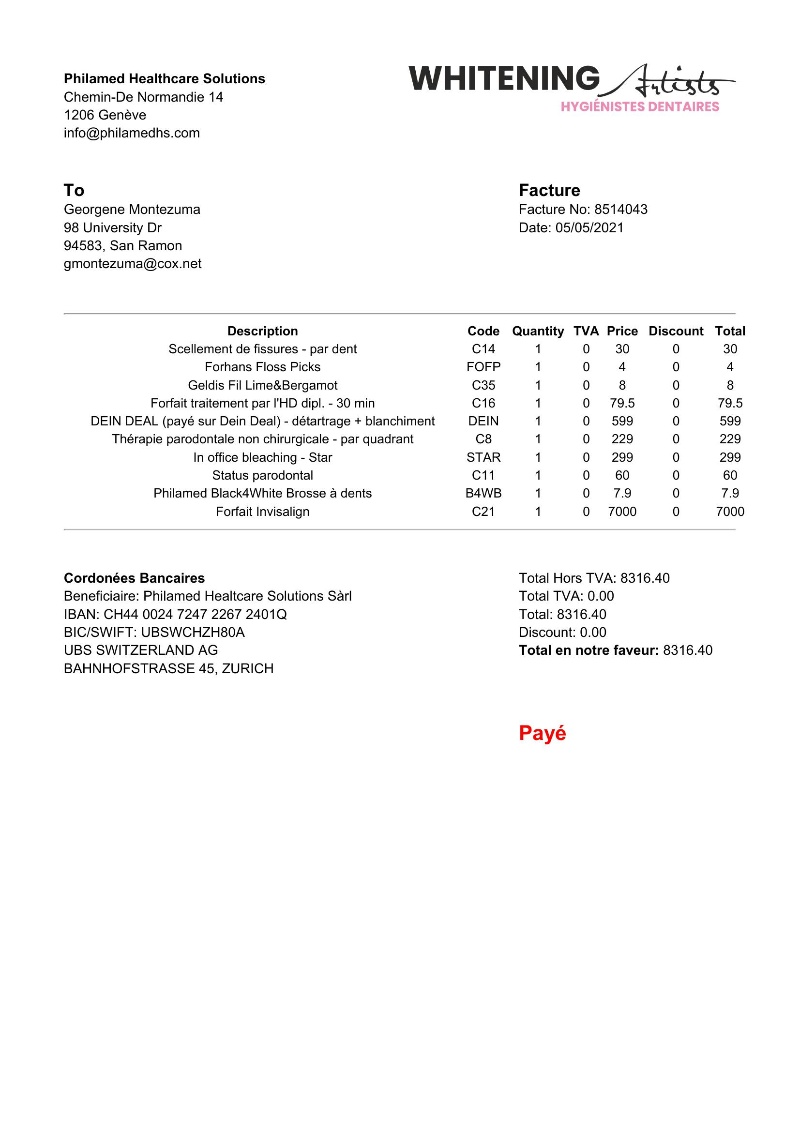 Philamed Healthcare Solutions
Chemin-De Normandie 14
1206 Genève
info@philamedhs.com
WHITENING Artists
HYGIÉNISTES DENTAIRES
To
Georgene Montezuma
98 University Dr
94583, San Ramon
gmontezuma@cox.net
Facture
Facture No: 8514043
Date: 05/05/2021
Description Code Quantity TVA Price Discount Total
Scellement de fissures - par dent C14 1 0 30 0 30
Forhans Floss Picks FOFP 1 0 4 0 4
Geldis Fil Lime&Bergamot C35 1 0 8 0 8
Forfait traitement par l'HD dipl. - 30 min C16 1 0 79.5 0 79.5
DEIN DEAL (payé sur Dein Deal) - détartrage + blanchiment DEIN 1 0 599 0 599
Thérapie parodontale non chirurgicale - par quadrant C8 1 0 229 0 229
In office bleaching - Star STAR 1 0 299 0 299
Status parodontal C11 1 0 60 0 60
Philamed Black4White Brosse à dents B4WB 1 0 7.9 0 7.9
Forfait Invisalign C21 1 0 7000 0 7000
Cordonées Bancaires
Beneficiaire: Philamed Healtcare Solutions Sàrl
IBAN: CH44 0024 7247 2267 2401Q
BIC/SWIFT: UBSWCHZH80A
UBS SWITZERLAND AG
BAHNHOFSTRASSE 45, ZURICH
Total Hors TVA: 8316.40
Total TVA: 0.00
Total: 8316.40
Discount: 0.00
Total en notre faveur: 8316.40
Payé